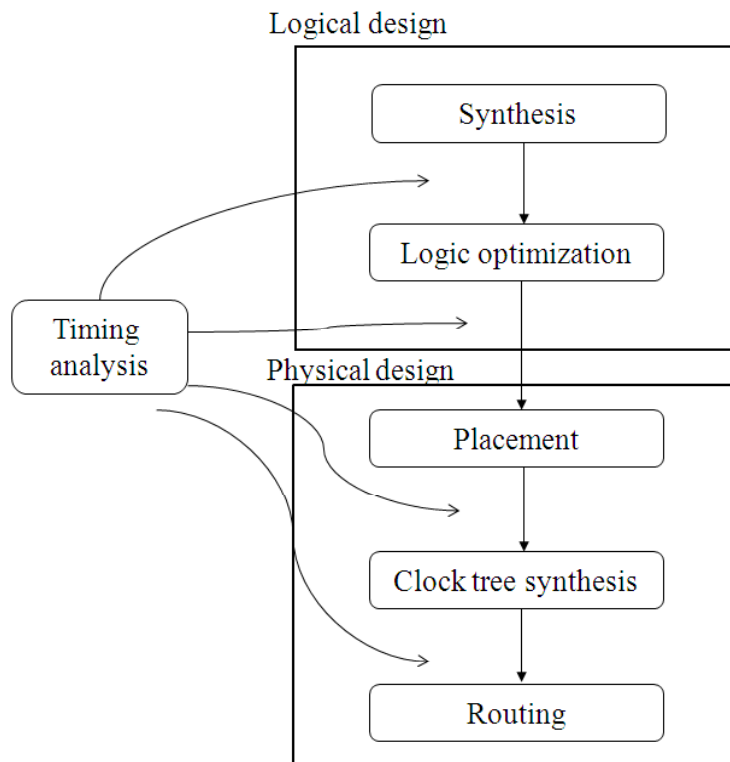 Logical design
Synthesis
Logic optimization
Timing
analysis
Physical design
Placement
Clock tree synthesis
Routing